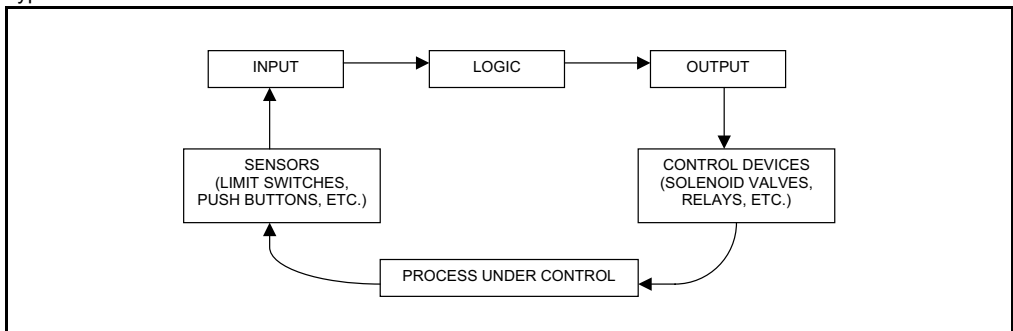 INPUT
LOGIC
OUTPUT
SENSORS
(LIMIT SWITCHES,
PUSH BUTTONS, ETC.)
CONTROL DEVICES
(SOLENOID VALVES,
RELAYS, ETC.)
PROCESS UNDER CONTROL